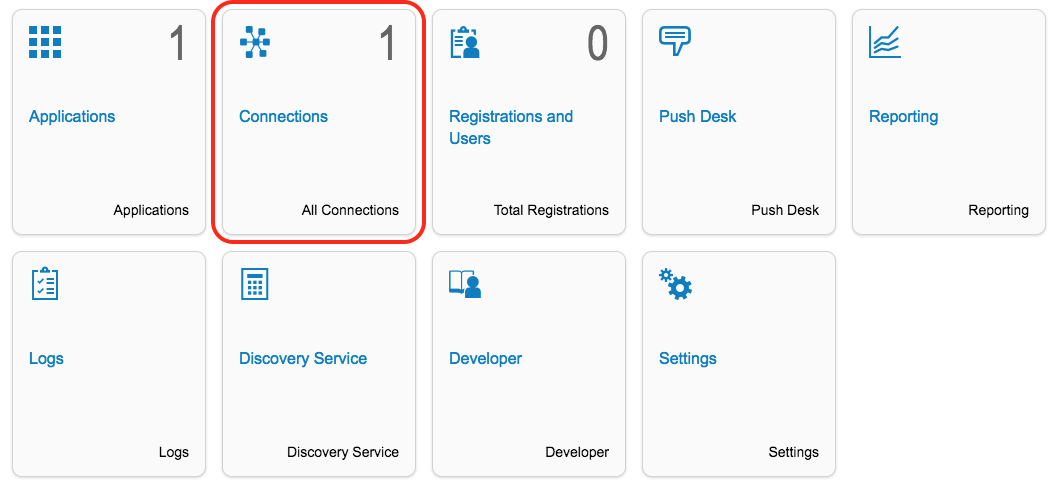 1
Applications
Applications
1
Connections
All Connections
0
Registrations and
Users
Total Registrations
Push Desk
Push Desk
Reporting
Reporting
Logs
Logs
Discovery Service
Discovery Service
Developer
Developer
Settings
Settings